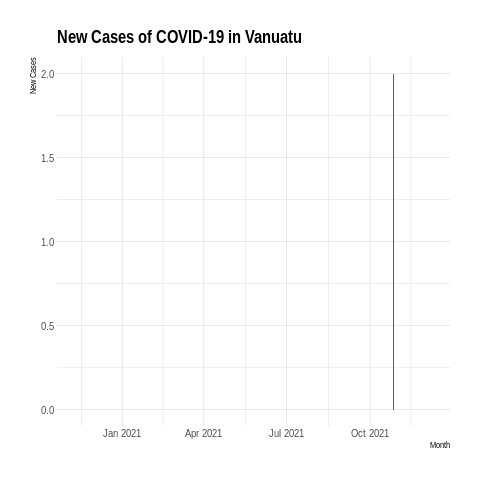 New Cases of COVID-19 in Vanuatu
New Cases
2.0
1.5
1.0
0.5
0.0
Jan 2021 Apr 2021 Jul 2021 Oct 2021
Month